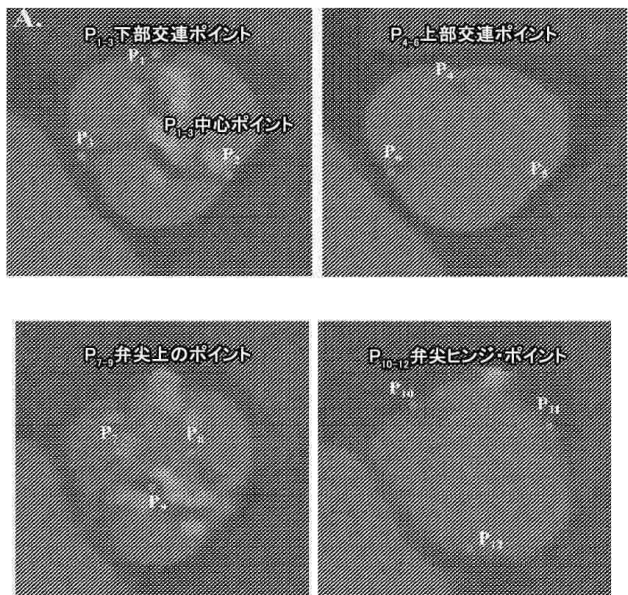 A.
P₁₋₃下部交連ポイント
P₁
P₁₋₃中心ポイント
P₃
P₂
P₄₋₆上部交連ポイント
P₄
P₆
P₅
P₇₋₉弁尖上のポイント
P₇
P₈
P₉
P₁₀₋₁₂弁尖ヒンジ・ポイント
P₁₀
P₁₁
P₁₂